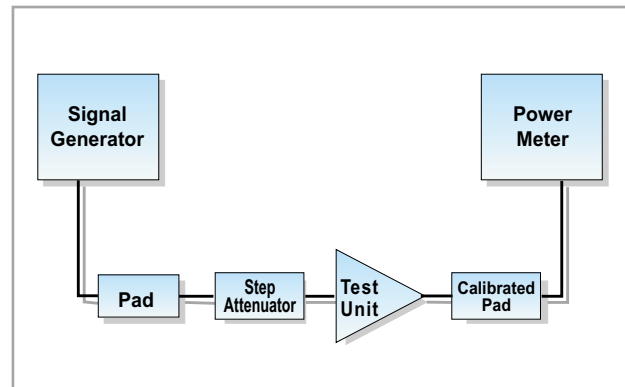 Signal
Generator
Power
Meter
Pad
Step
Attenuator
Test
Unit
Calibrated
Pad